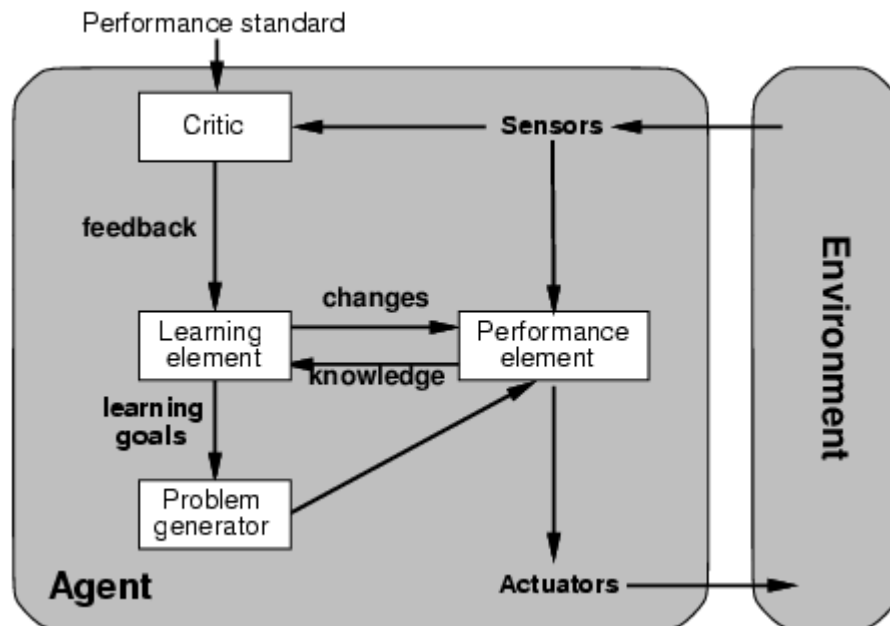 Performance standard
Critic
Sensors
feedback
changes
Learning
element
Performance
element
knowledge
learning
goals
Problem
generator
Agent
Actuators
Environment